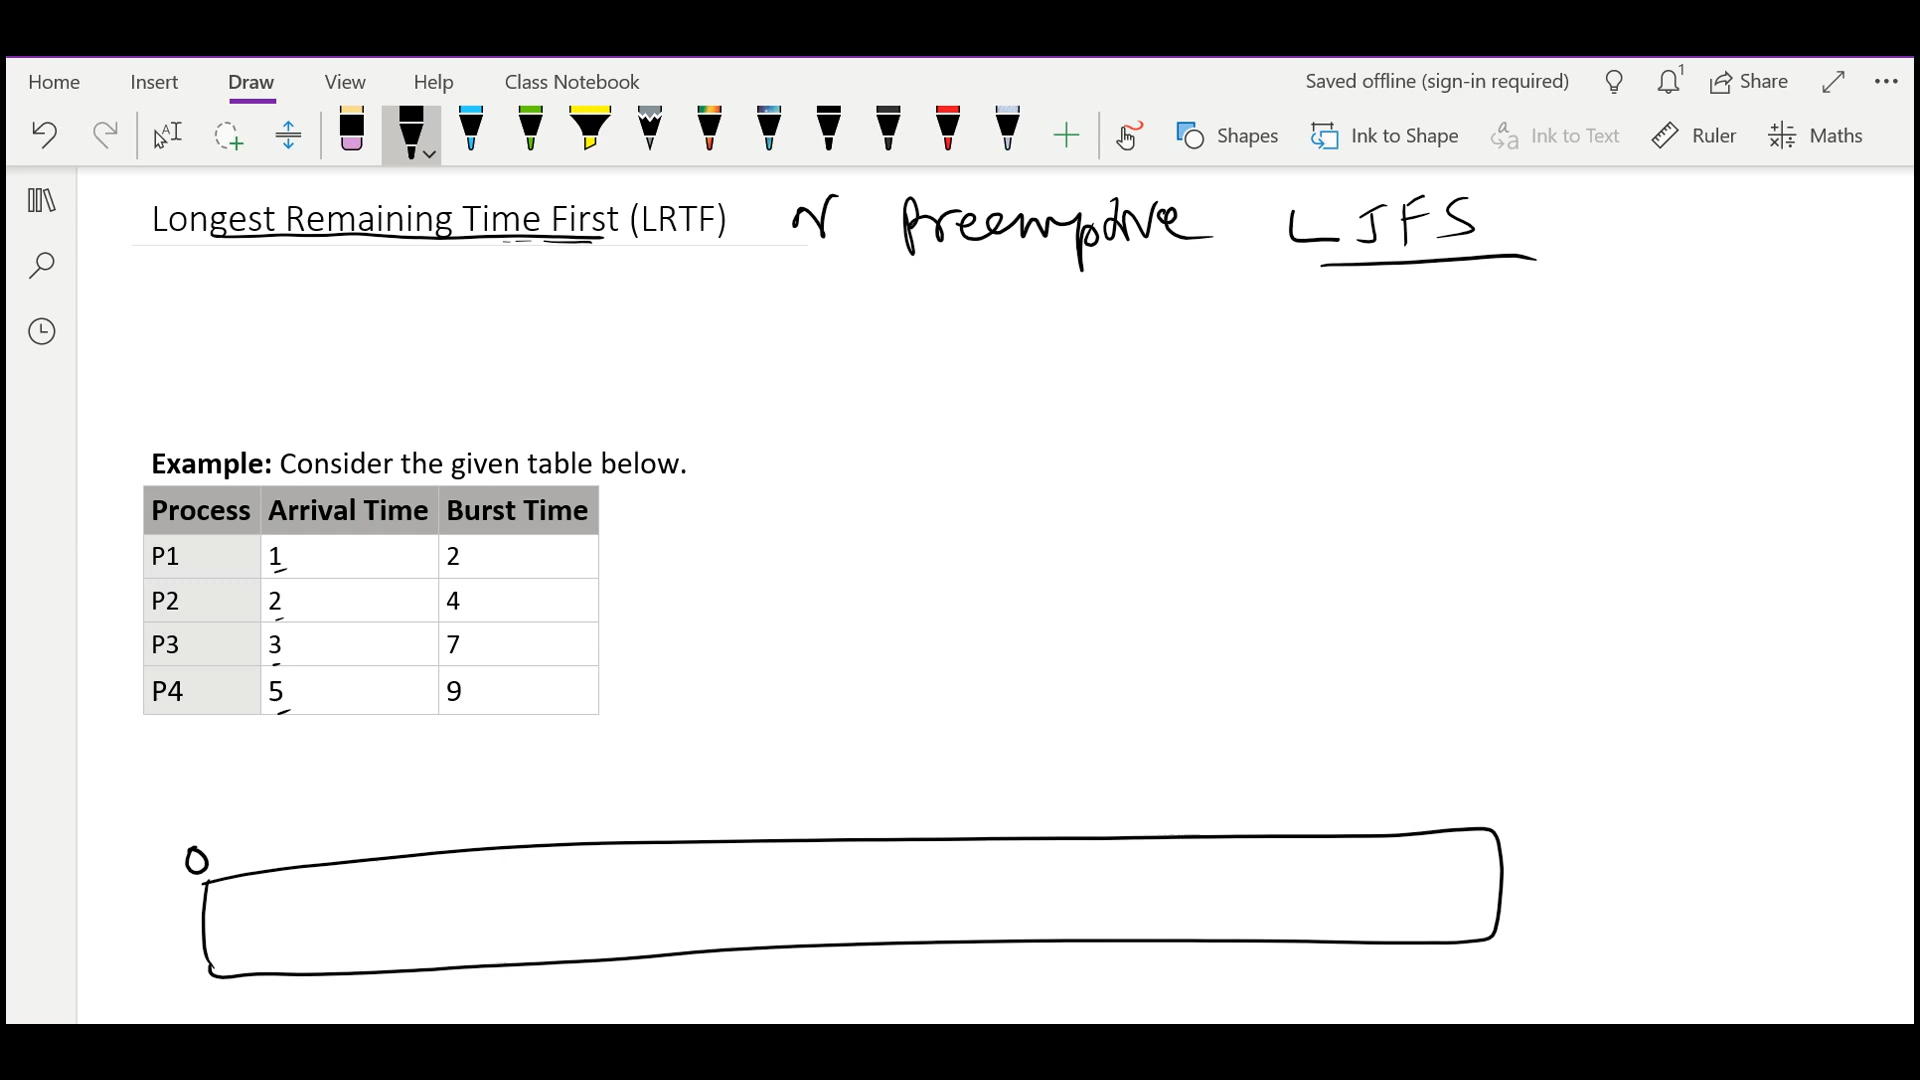 Home Insert Draw View Help Class Notebook Saved offline (sign-in required) 1 Share
Shapes Ink to Shape Ink to Text Ruler Maths
Longest Remaining Time First (LRTF) Preemptive LJFS
Example: Consider the given table below.
Process Arrival Time Burst Time
P1 1 2
P2 2 4
P3 3 7
P4 5 9
0